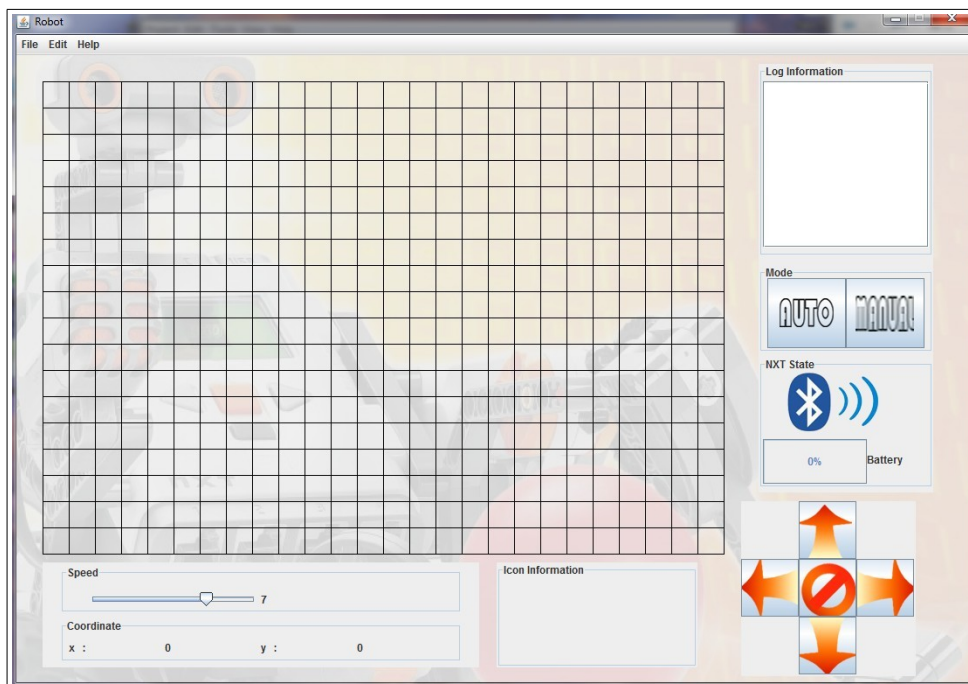 Robot
File Edit Help
Log Information
Mode
AUTO MANUAL
NXT State
0% Battery
Speed
7
Coordinate
x : 0 y : 0
Icon Information